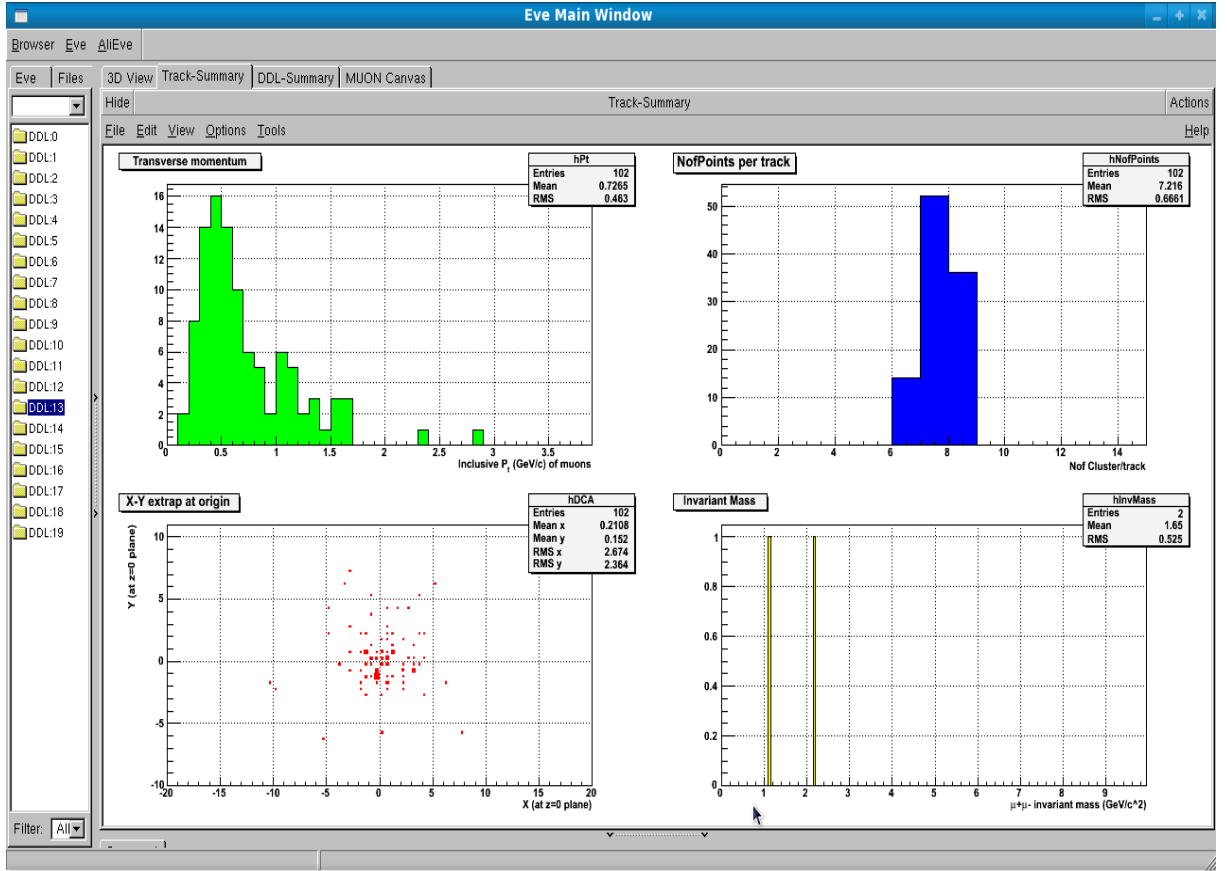 Eve Main Window
Browser Eve AliEve
Eve Files 3D View Track-Summary DDL-Summary MUON Canvas
Hide Track-Summary Actions
File Edit View Options Tools Help
DDL:0
DDL:1
DDL:2
DDL:3
DDL:4
DDL:5
DDL:6
DDL:7
DDL:8
DDL:9
DDL:10
DDL:11
DDL:12
DDL:13
DDL:14
DDL:15
DDL:16
DDL:17
DDL:18
DDL:19
Filter: All
Transverse momentum
hPt
Entries 102
Mean 0.7265
RMS 0.463
16
14
12
10
8
6
4
2
0
0 0.5 1 1.5 2 2.5 3 3.5
Inclusive Pt (GeV/c) of muons
NofPoints per track
hNofPoints
Entries 102
Mean 7.216
RMS 0.6661
50
40
30
20
10
0
0 2 4 6 8 10 12 14
Nof Cluster/track
X-Y extrap at origin
hDCA
Entries 102
Mean x 0.2108
Mean y 0.152
RMS x 2.674
RMS y 2.364
Y (at z=0 plane)
10
5
0
-5
-10
-20 -15 -10 -5 0 5 10 15 20
X (at z=0 plane)
Invariant Mass
hInvMass
Entries 2
Mean 1.65
RMS 0.525
1
0.8
0.6
0.4
0.2
0
0 1 2 3 4 5 6 7 8 9
μ+μ- invariant mass (GeV/c^2)